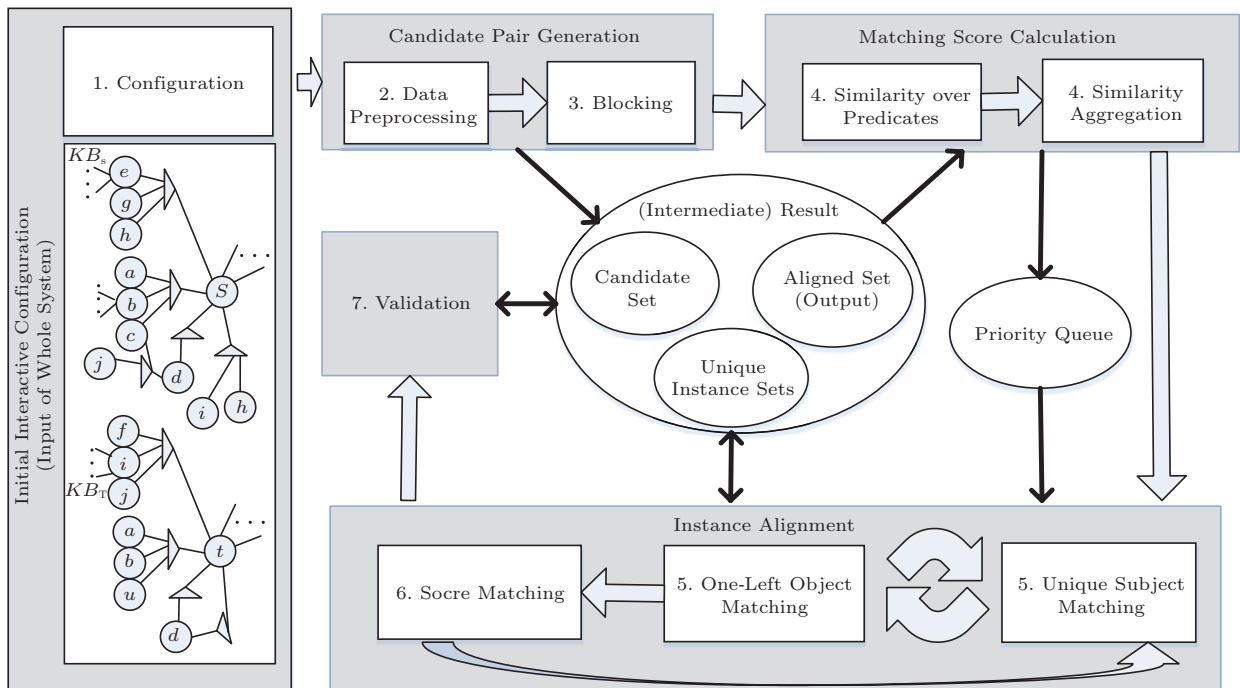 Initial Interactive Configuration
(Input of Whole System)
1. Configuration
KBs
e
g
h
a
b
c
S
j
d
i
h
f
i
KBT
j
a
b
u
t
d
Candidate Pair Generation
2. Data
Preprocessing
3. Blocking
Matching Score Calculation
4. Similarity over
Predicates
4. Similarity
Aggregation
(Intermediate) Result
Candidate
Set
Aligned Set
(Output)
Unique
Instance Sets
7. Validation
Priority Queue
Instance Alignment
6. Socre Matching
5. One-Left Object
Matching
5. Unique Subject
Matching